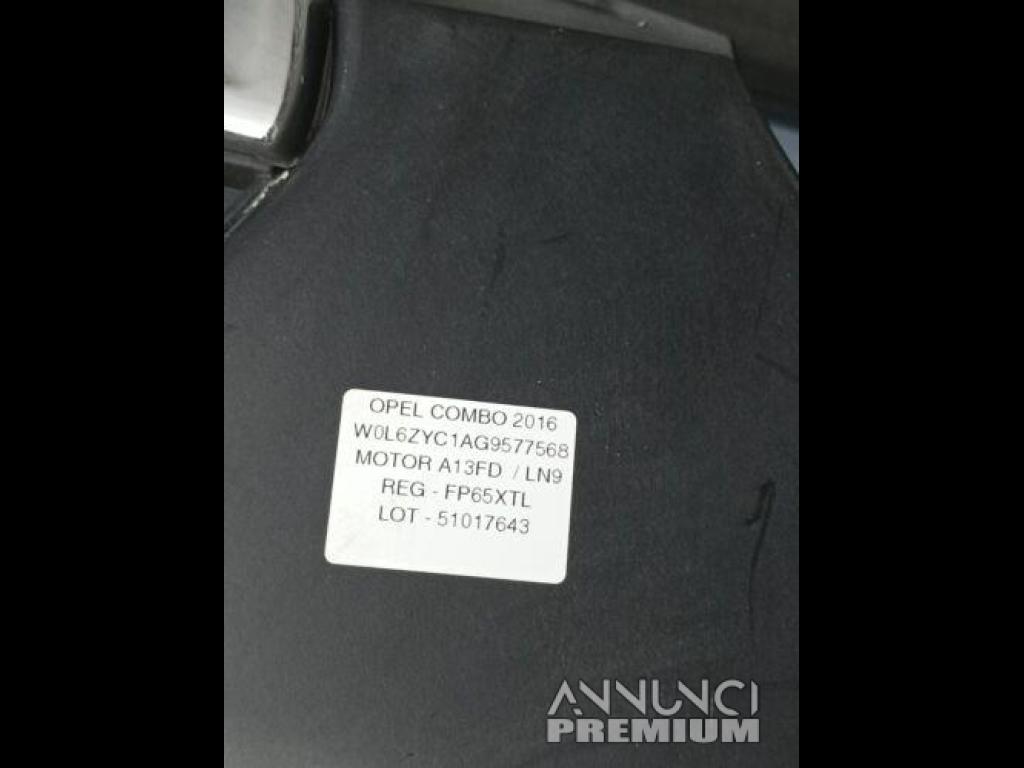 OPEL COMBO 2016
W0L6ZYC1AG9577568
MOTOR A13FD / LN9
REG - FP65XTL
LOT - 51017643
ANNUNCI
PREMIUM